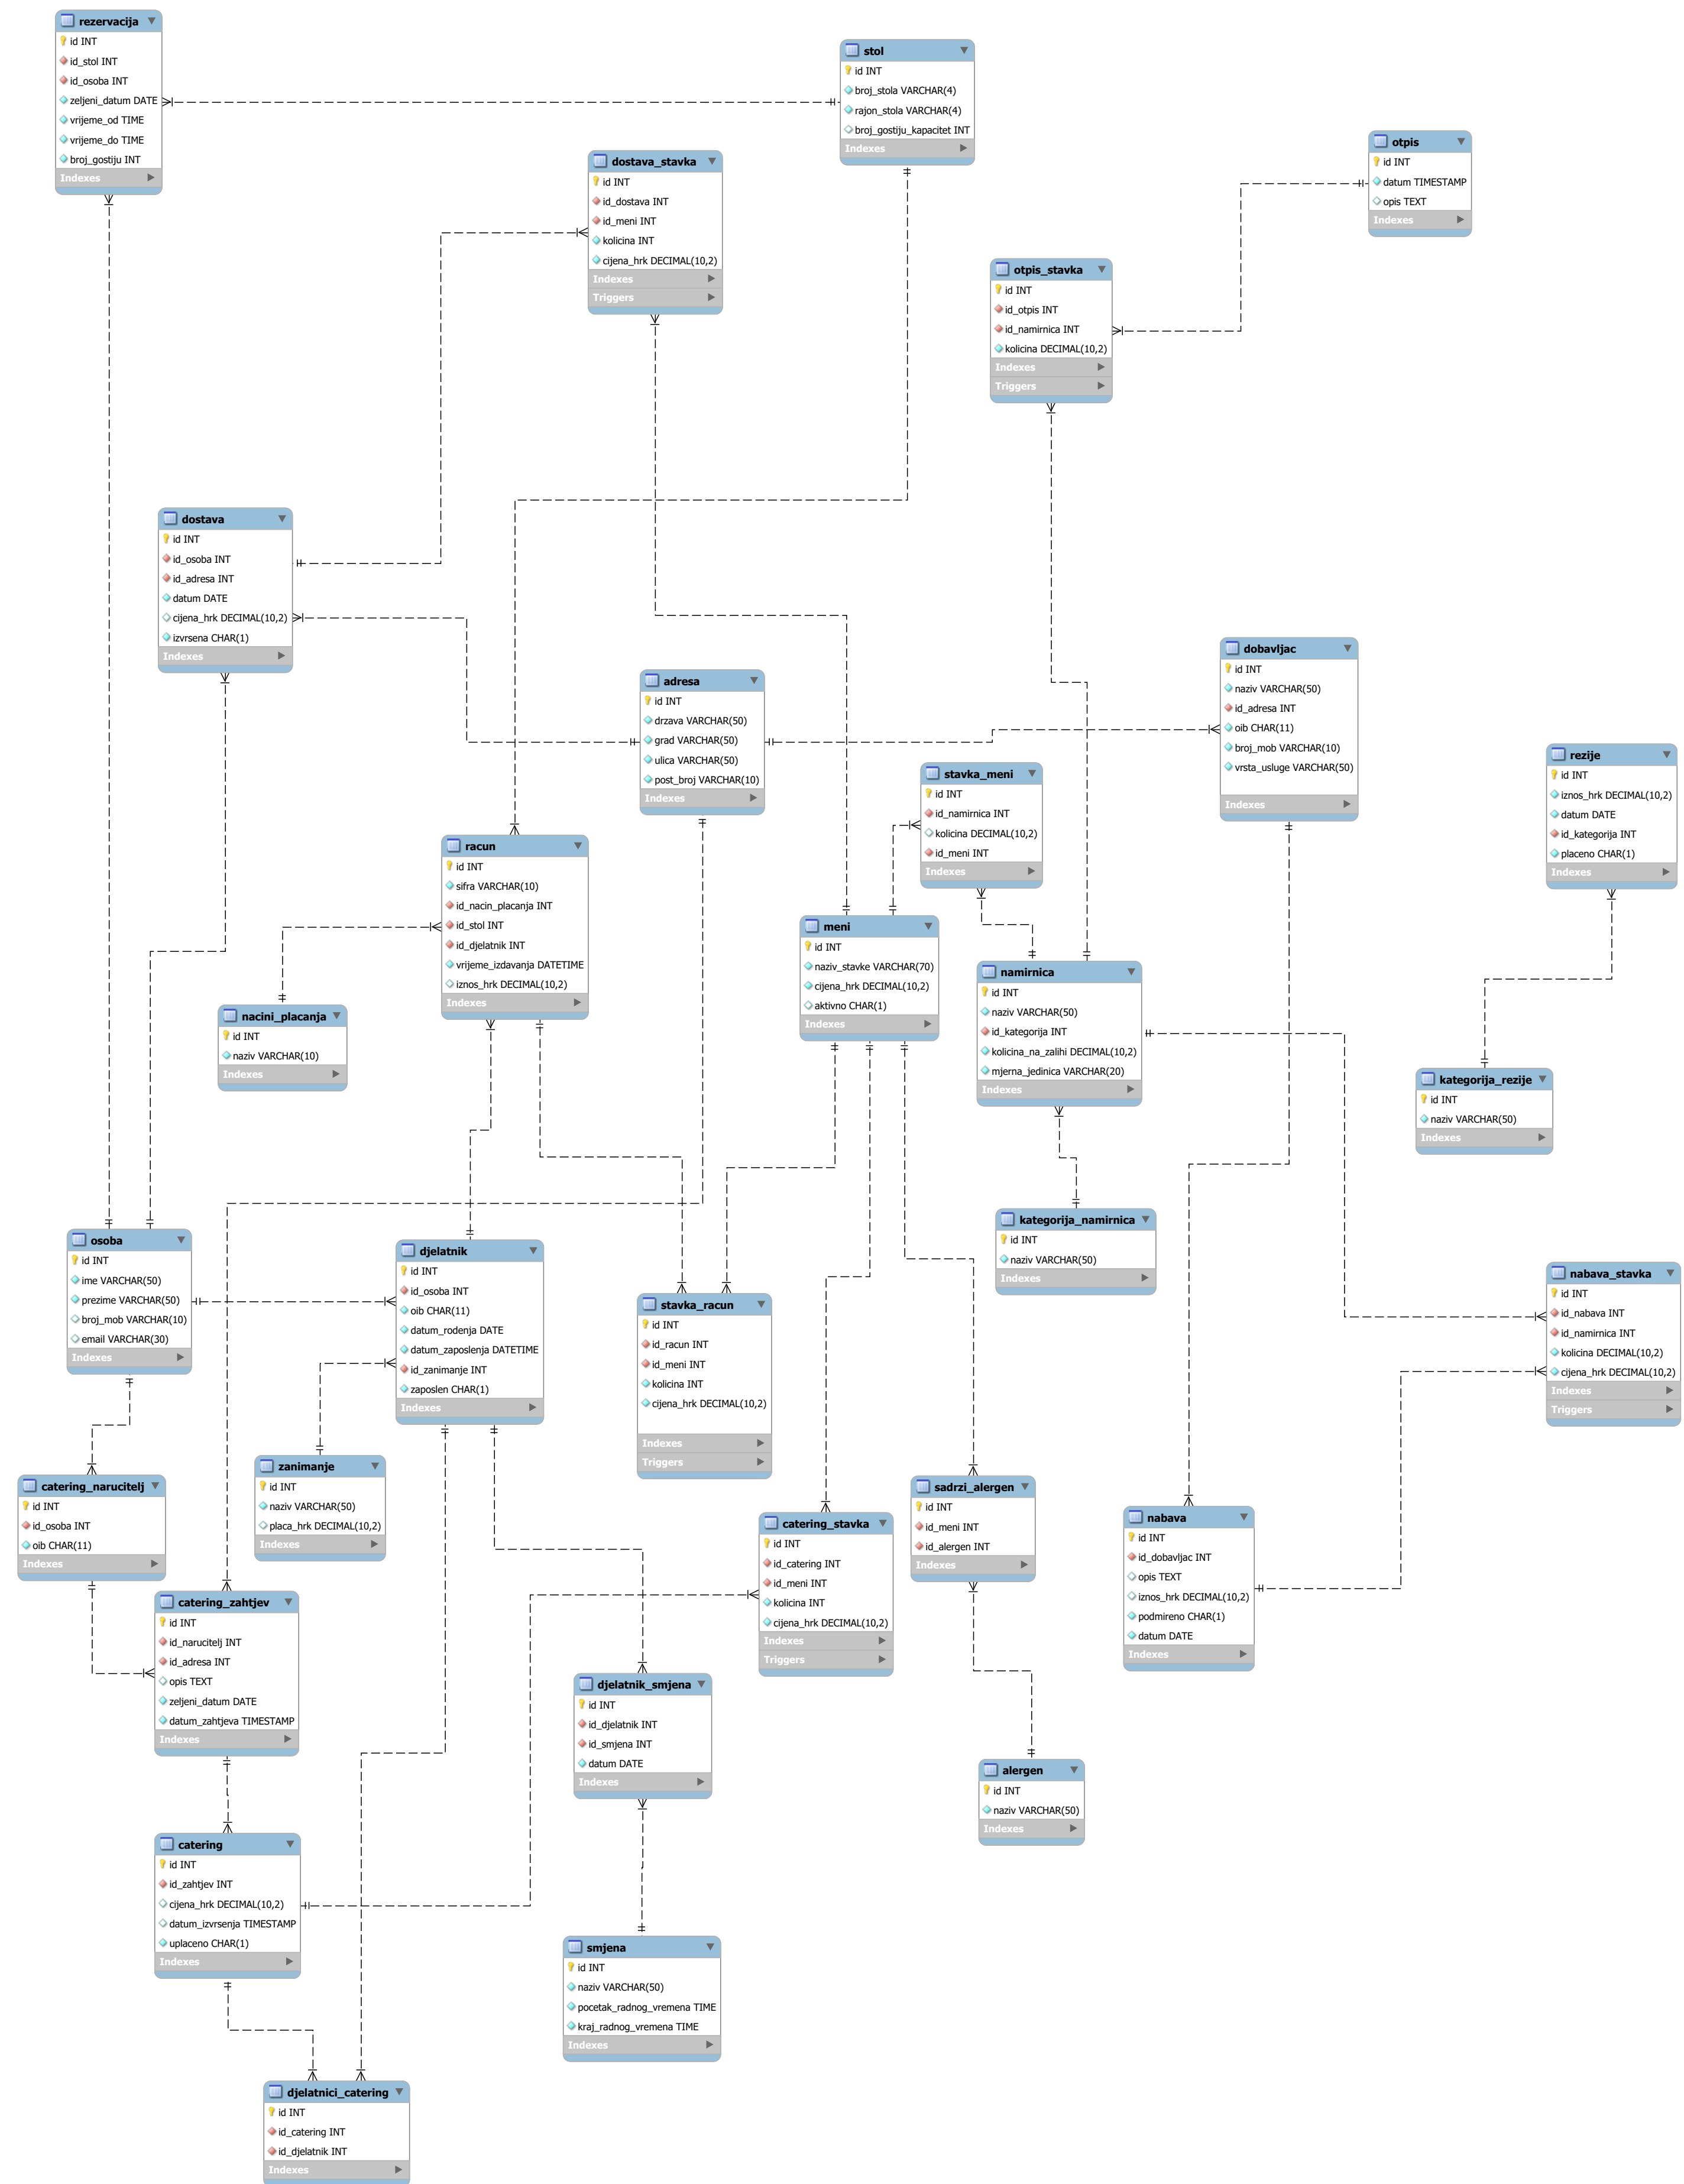 rezervacija
id INT
id_stol INT
id_osoba INT
zeljeni_datum DATE
vrijeme_od TIME
vrijeme_do TIME
broj_gostiju INT
Indexes
stol
id INT
broj_stola VARCHAR(4)
rajon_stola VARCHAR(4)
broj_gostiju_kapacitet INT
Indexes
otpis
id INT
datum TIMESTAMP
opis TEXT
Indexes
dostava_stavka
id INT
id_dostava INT
id_meni INT
kolicina INT
cijena_hrk DECIMAL(10,2)
Indexes
Triggers
otpis_stavka
id INT
id_otpis INT
id_namirnica INT
kolicina DECIMAL(10,2)
Indexes
Triggers
dostava
id INT
id_osoba INT
id_adresa INT
datum DATE
cijena_hrk DECIMAL(10,2)
izvrsena CHAR(1)
Indexes
adresa
id INT
drzava VARCHAR(50)
grad VARCHAR(50)
ulica VARCHAR(50)
post_broj VARCHAR(10)
Indexes
dobavljac
id INT
naziv VARCHAR(50)
id_adresa INT
oib CHAR(11)
broj_mob VARCHAR(10)
vrsta_usluge VARCHAR(50)
Indexes
rezije
id INT
iznos_hrk DECIMAL(10,2)
datum DATE
id_kategorija INT
placeno CHAR(1)
Indexes
stavka_meni
id INT
id_namirnica INT
kolicina DECIMAL(10,2)
id_meni INT
Indexes
racun
id INT
sifra VARCHAR(10)
id_nacin_placanja INT
id_stol INT
id_djelatnik INT
vrijeme_izdavanja DATETIME
iznos_hrk DECIMAL(10,2)
Indexes
meni
id INT
naziv_stavke VARCHAR(70)
cijena_hrk DECIMAL(10,2)
aktivno CHAR(1)
Indexes
namirnica
id INT
naziv VARCHAR(50)
id_kategorija INT
kolicina_na_zalihi DECIMAL(10,2)
mjerna_jedinica VARCHAR(20)
Indexes
nacini_placanja
id INT
naziv VARCHAR(10)
Indexes
kategorija_rezije
id INT
naziv VARCHAR(50)
Indexes
kategorija_namirnica
id INT
naziv VARCHAR(50)
Indexes
osoba
id INT
ime VARCHAR(50)
prezime VARCHAR(50)
broj_mob VARCHAR(10)
email VARCHAR(30)
Indexes
djelatnik
id INT
id_osoba INT
oib CHAR(11)
datum_rodenja DATE
datum_zaposlenja DATETIME
id_zanimanje INT
zaposlen CHAR(1)
Indexes
stavka_racun
id INT
id_racun INT
id_meni INT
kolicina INT
cijena_hrk DECIMAL(10,2)
Indexes
Triggers
nabava_stavka
id INT
id_nabava INT
id_namirnica INT
kolicina DECIMAL(10,2)
cijena_hrk DECIMAL(10,2)
Indexes
Triggers
zanimanje
id INT
naziv VARCHAR(50)
placa_hrk DECIMAL(10,2)
Indexes
catering_narucitelj
id INT
id_osoba INT
oib CHAR(11)
Indexes
sadrzi_alergen
id INT
id_meni INT
id_alergen INT
Indexes
catering_stavka
id INT
id_catering INT
id_meni INT
kolicina INT
cijena_hrk DECIMAL(10,2)
Indexes
Triggers
nabava
id INT
id_dobavljac INT
opis TEXT
iznos_hrk DECIMAL(10,2)
podmireno CHAR(1)
datum DATE
Indexes
catering_zahtjev
id INT
id_narucitelj INT
id_adresa INT
opis TEXT
zeljeni_datum DATE
datum_zahtjeva TIMESTAMP
Indexes
djelatnik_smjena
id INT
id_djelatnik INT
id_smjena INT
datum DATE
Indexes
alergen
id INT
naziv VARCHAR(50)
Indexes
catering
id INT
id_zahtjev INT
cijena_hrk DECIMAL(10,2)
datum_izvrsenja TIMESTAMP
uplaceno CHAR(1)
Indexes
smjena
id INT
naziv VARCHAR(50)
pocetak_radnog_vremena TIME
kraj_radnog_vremena TIME
Indexes
djelatnici_catering
id INT
id_catering INT
id_djelatnik INT
Indexes